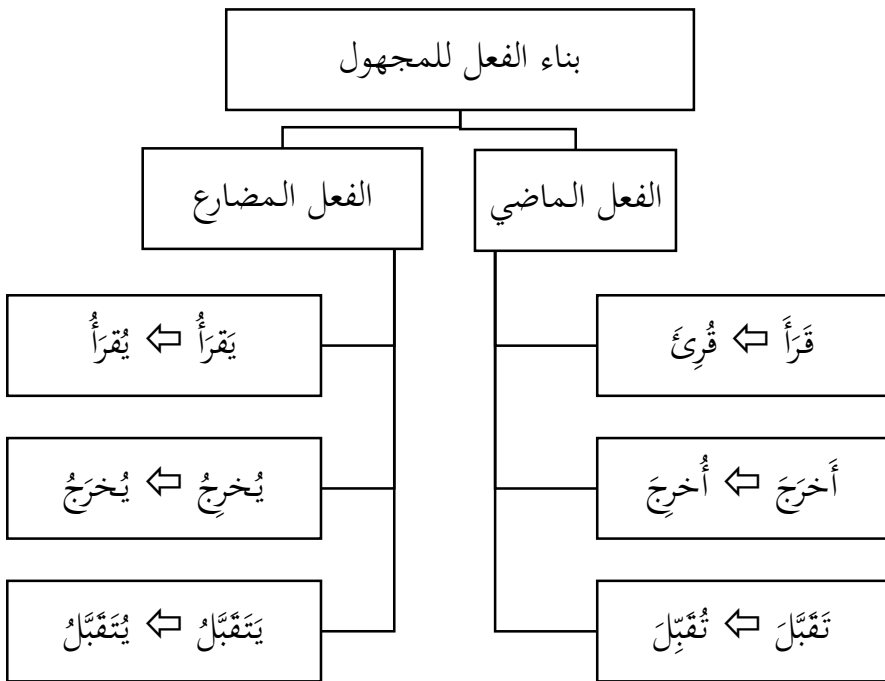 بناء الفعل للمجهول
الفعل الماضي
الفعل المضارع
قَرَأَ ⇦ قُرِئَ
يَقرَأُ ⇦ يُقرَأُ
أَخرَجَ ⇦ أُخرِجَ
يُخرِجُ ⇦ يُخرَجُ
تَقَبَّلَ ⇦ تُقَبِّلَ
يَتَقَبَّلُ ⇦ يُتَقَبَّلُ